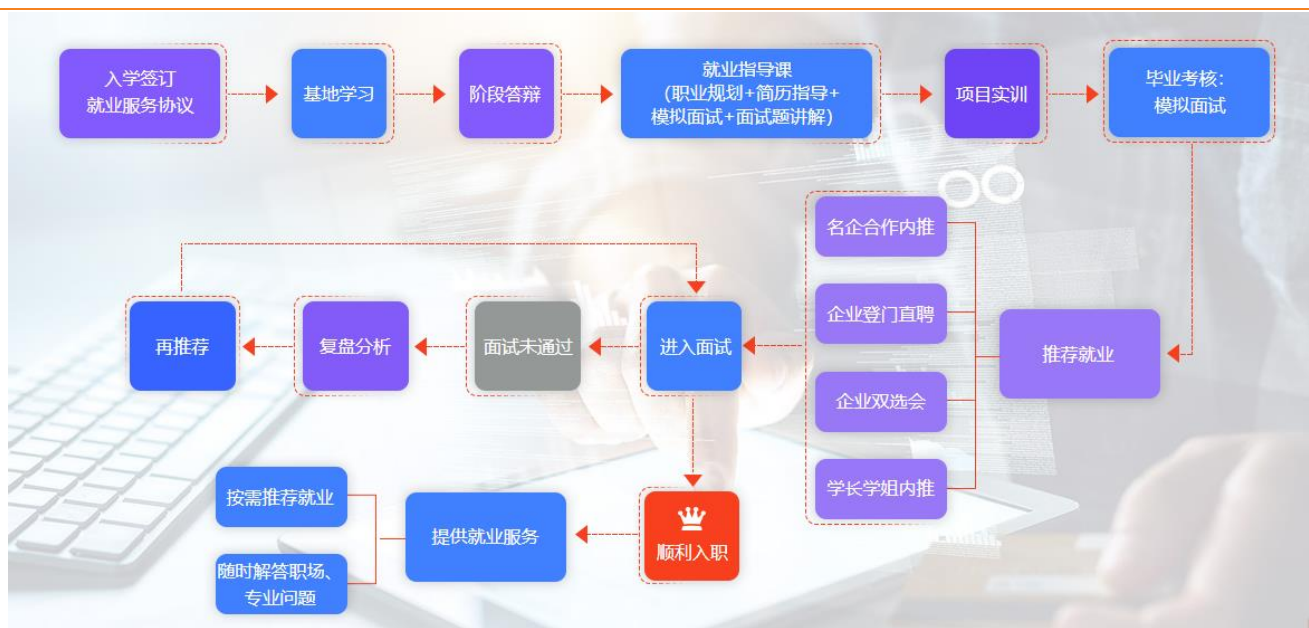 入学签订
就业服务协议
基地学习
阶段答辩
就业指导课
(职业规划+简历指导+
模拟面试+面试题讲解)
项目实训
毕业考核：
模拟面试
名企合作内推
企业登门直聘
企业双选会
学长学姐内推
推荐就业
进入面试
面试未通过
复盘分析
再推荐
顺利入职
提供就业服务
按需推荐就业
随时解答职场、
专业问题